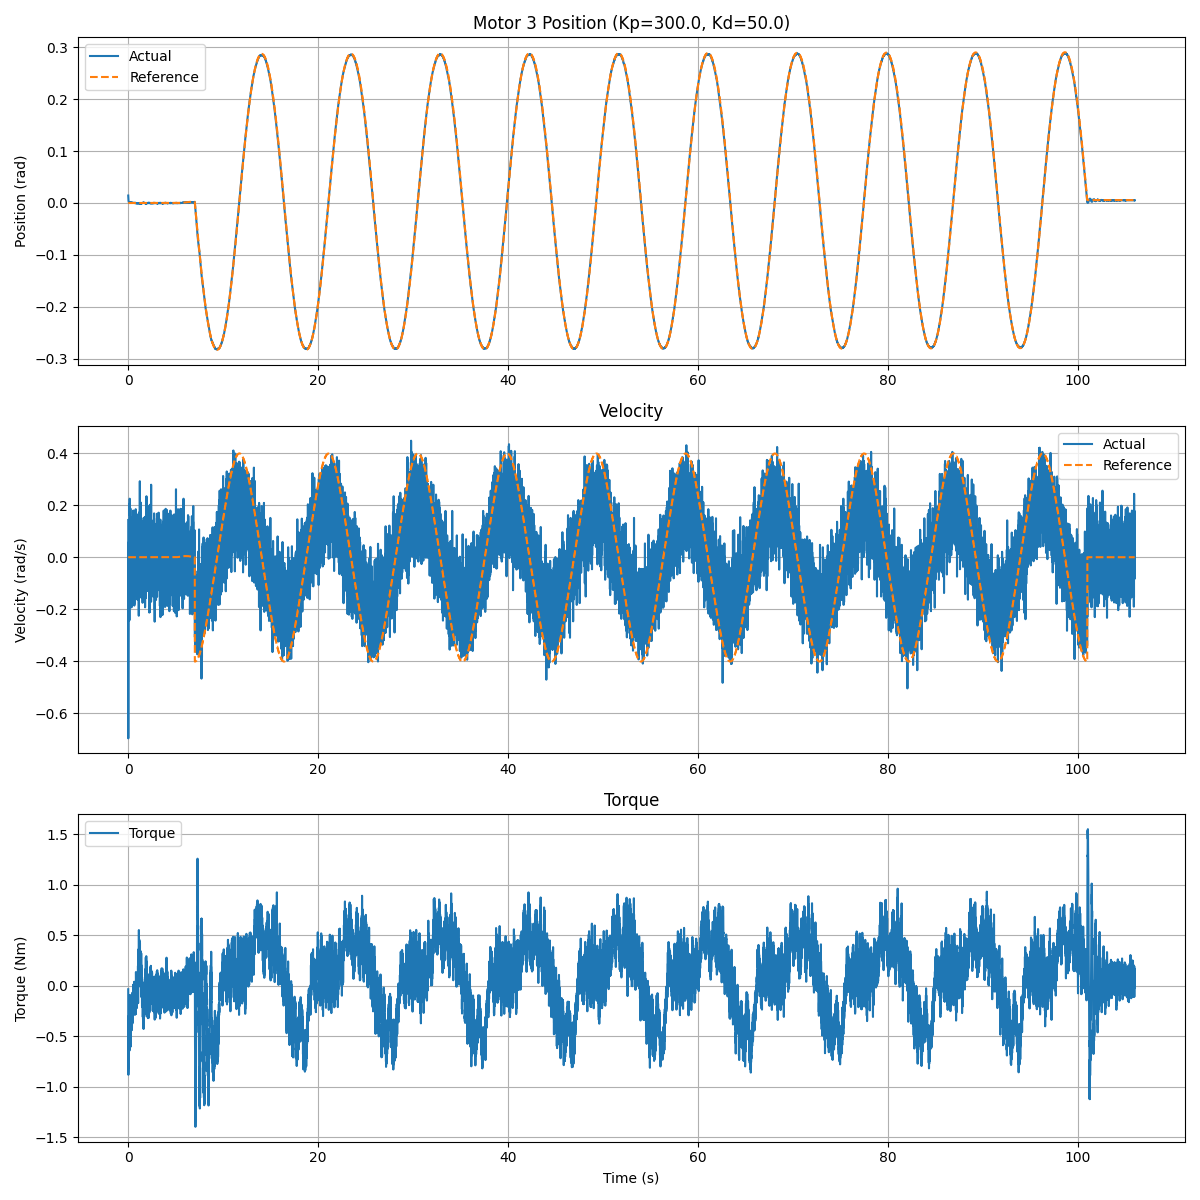 Motor 3 Position (Kp=300.0, Kd=50.0)
Position (rad)
0.3
0.2
0.1
0.0
−0.1
−0.2
−0.3
Actual
Reference
0 20 40 60 80 100
Velocity
Velocity (rad/s)
0.4
0.2
0.0
−0.2
−0.4
−0.6
Actual
Reference
0 20 40 60 80 100
Torque
Torque (Nm)
1.5
1.0
0.5
0.0
−0.5
−1.0
−1.5
Torque
0 20 40 60 80 100
Time (s)